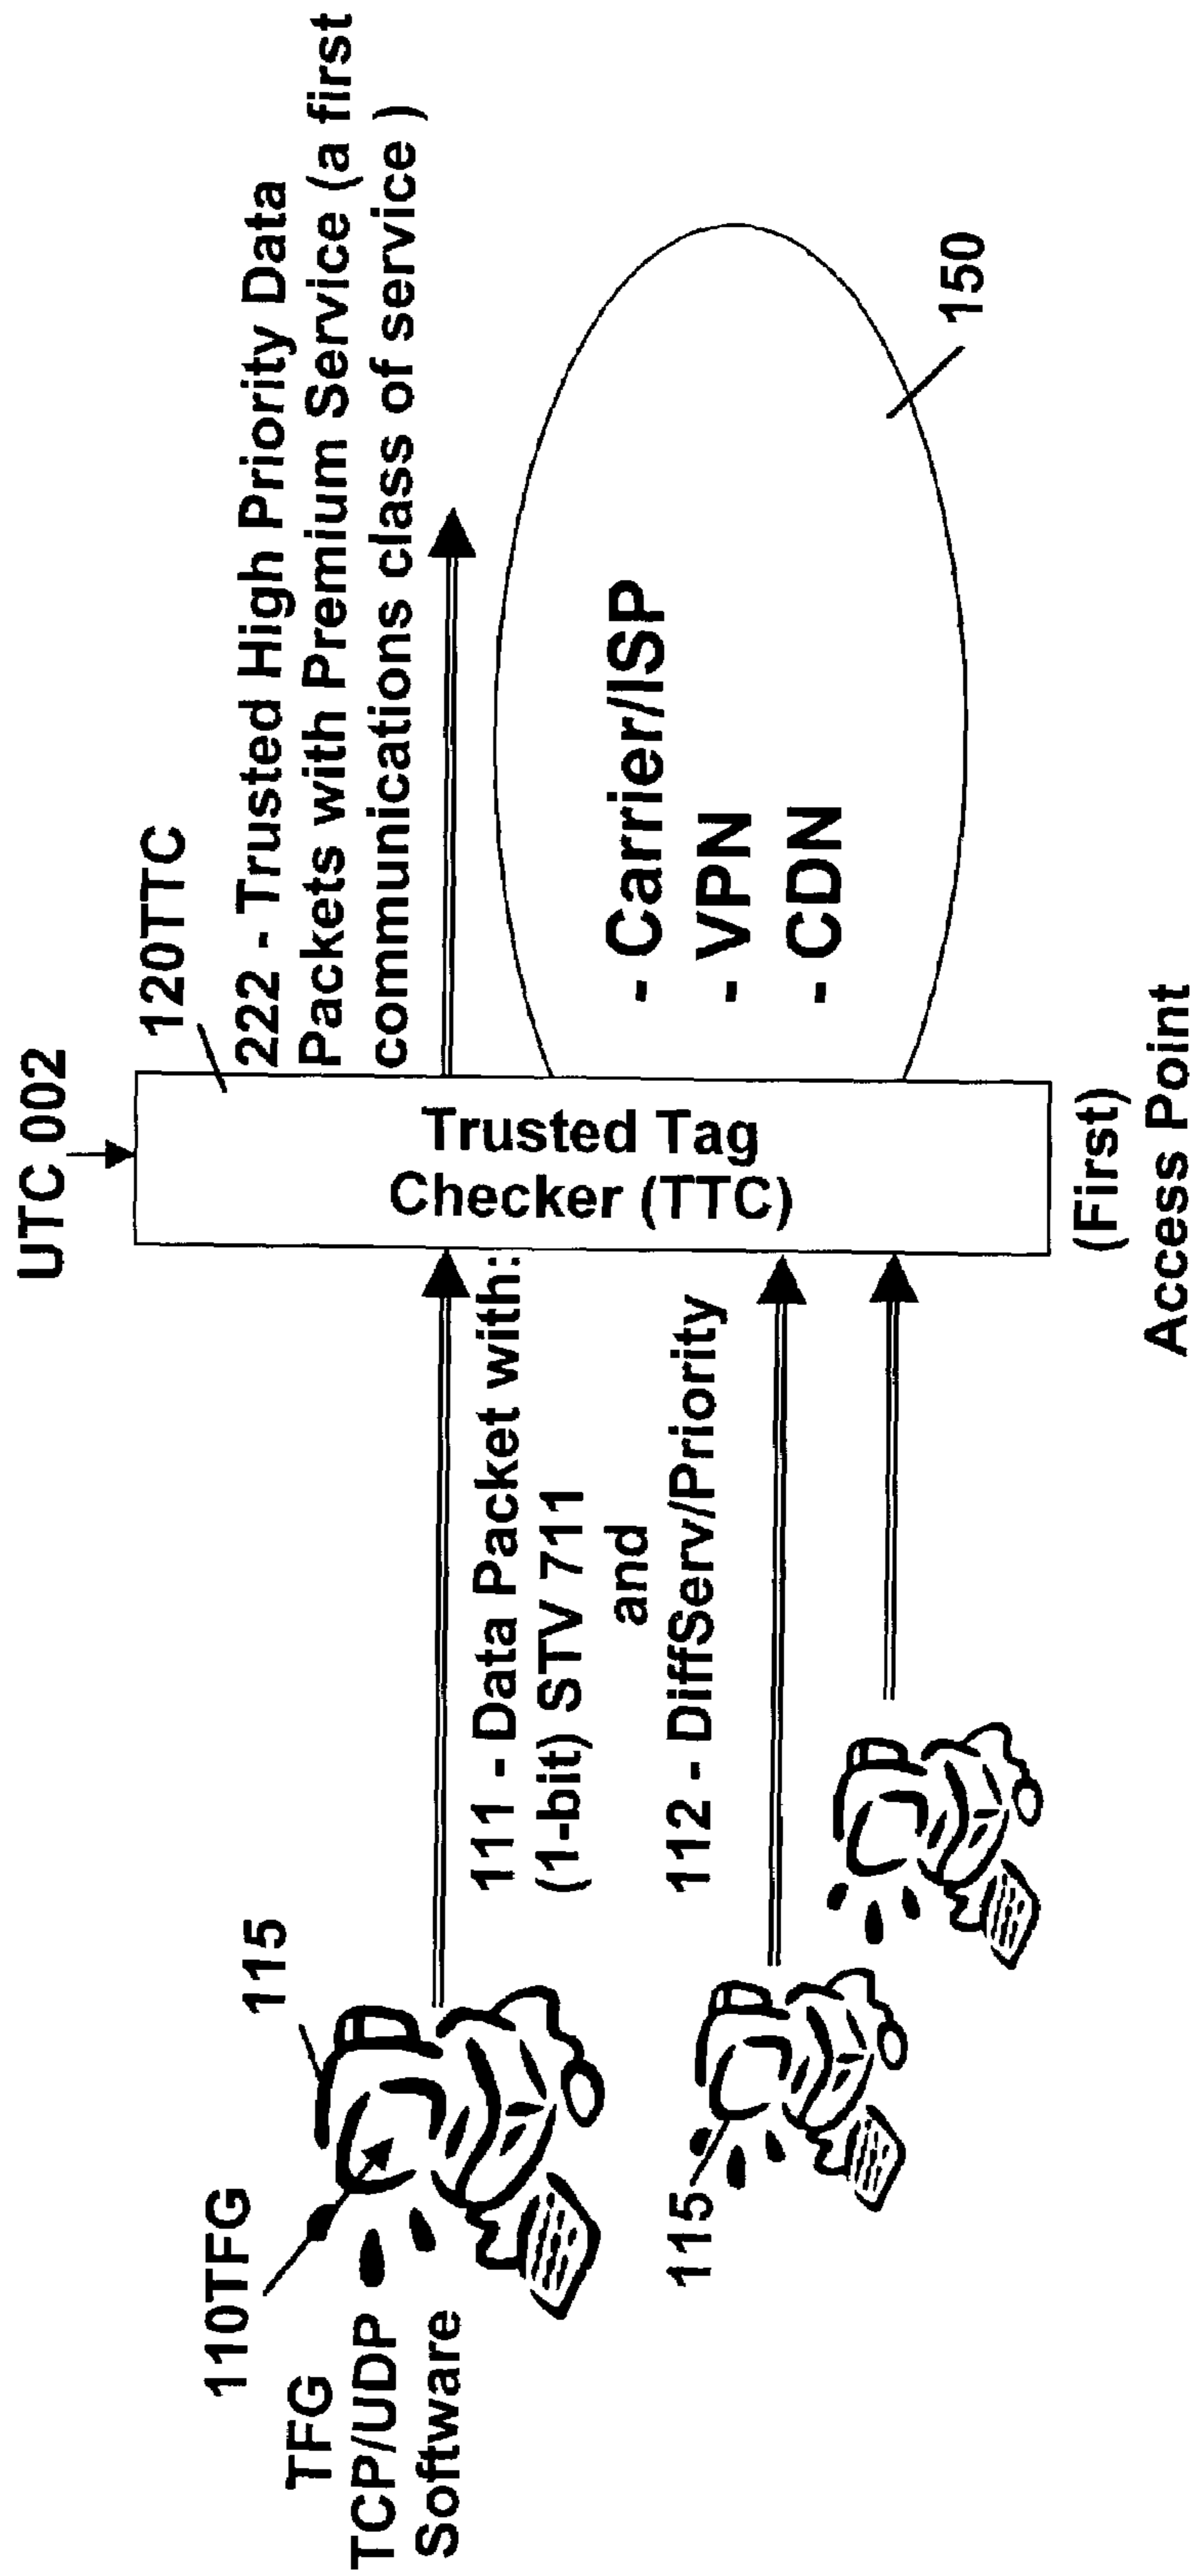 UTC 002
120TTC
222 - Trusted High Priority Data
Packets with Premium Service (a first
communications class of service )
115
110TFG
TFG
TCP/UDP
Software
111 - Data Packet with:
(1-bit) STV 711
and
112 - DiffServ/Priority
115
Trusted Tag
Checker (TTC)
- Carrier/ISP
- VPN
- CDN
150
(First)
Access Point